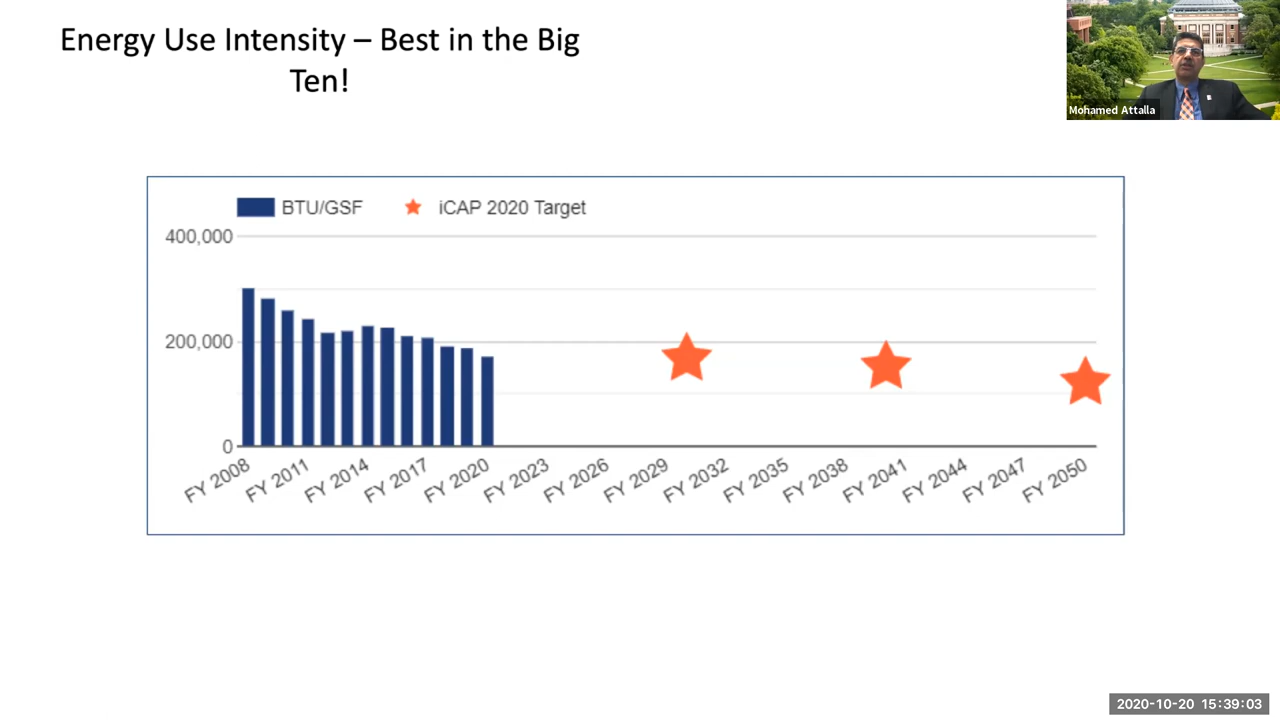 Energy Use Intensity – Best in the Big
Ten!
Mohamed Attalla
BTU/GSF
iCAP 2020 Target
400,000
200,000
0
FY 2008
FY 2011
FY 2014
FY 2017
FY 2020
FY 2023
FY 2026
FY 2029
FY 2032
FY 2035
FY 2038
FY 2041
FY 2044
FY 2047
FY 2050
2020-10-20 15:39:03